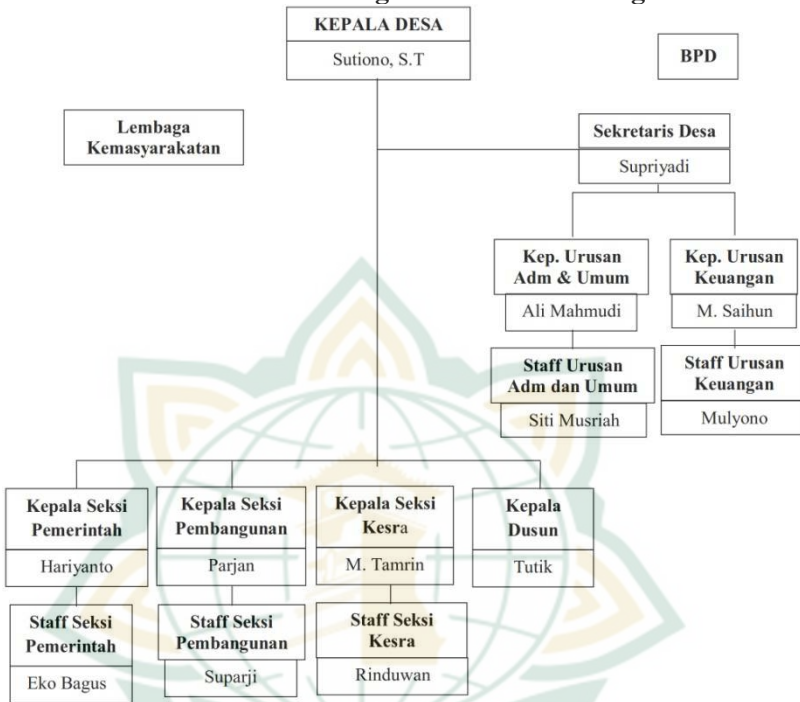 KEPALA DESA
Sutiono, S.T
BPD
Lembaga
Kemasyarakatan
Sekretaris Desa
Supriyadi
Kep. Urusan
Adm & Umum
Ali Mahmudi
Kep. Urusan
Keuangan
M. Saihun
Staff Urusan
Adm dan Umum
Siti Musriah
Staff Urusan
Keuangan
Mulyono
Kepala Seksi
Pemerintah
Hariyanto
Kepala Seksi
Pembangunan
Parjan
Kepala Seksi
Kesra
M. Tamrin
Kepala
Dusun
Tutik
Staff Seksi
Pemerintah
Eko Bagus
Staff Seksi
Pembangunan
Suparji
Staff Seksi
Kesra
Rinduwan